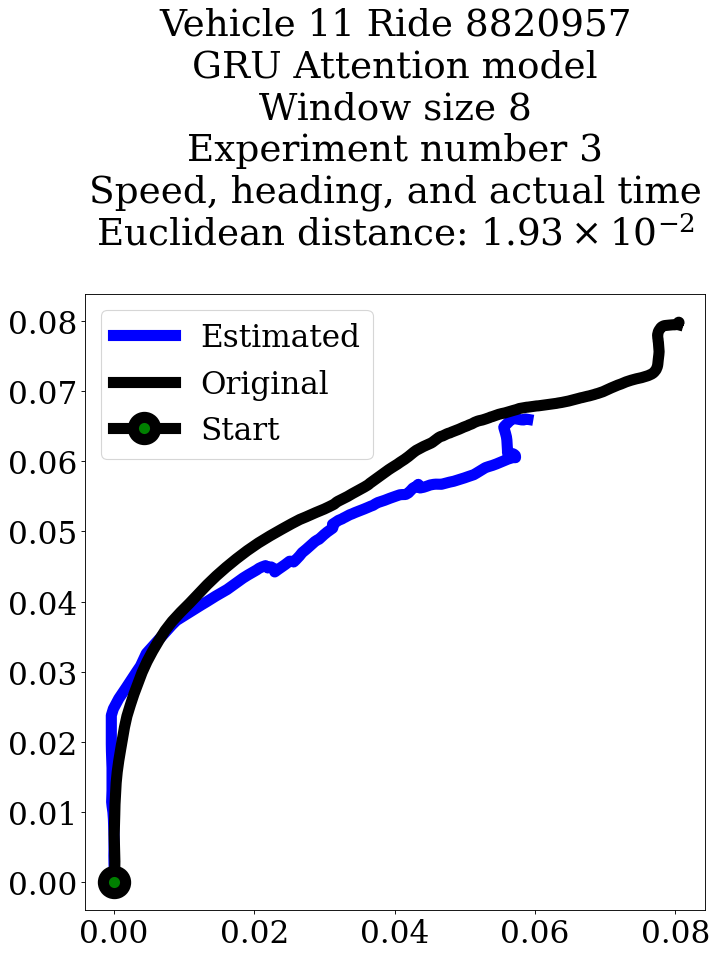 Vehicle 11 Ride 8820957
GRU Attention model
Window size 8
Experiment number 3
Speed, heading, and actual time
Euclidean distance: 1.93 × 10⁻²
Estimated
Original
Start
0.08
0.07
0.06
0.05
0.04
0.03
0.02
0.01
0.00
0.00 0.02 0.04 0.06 0.08